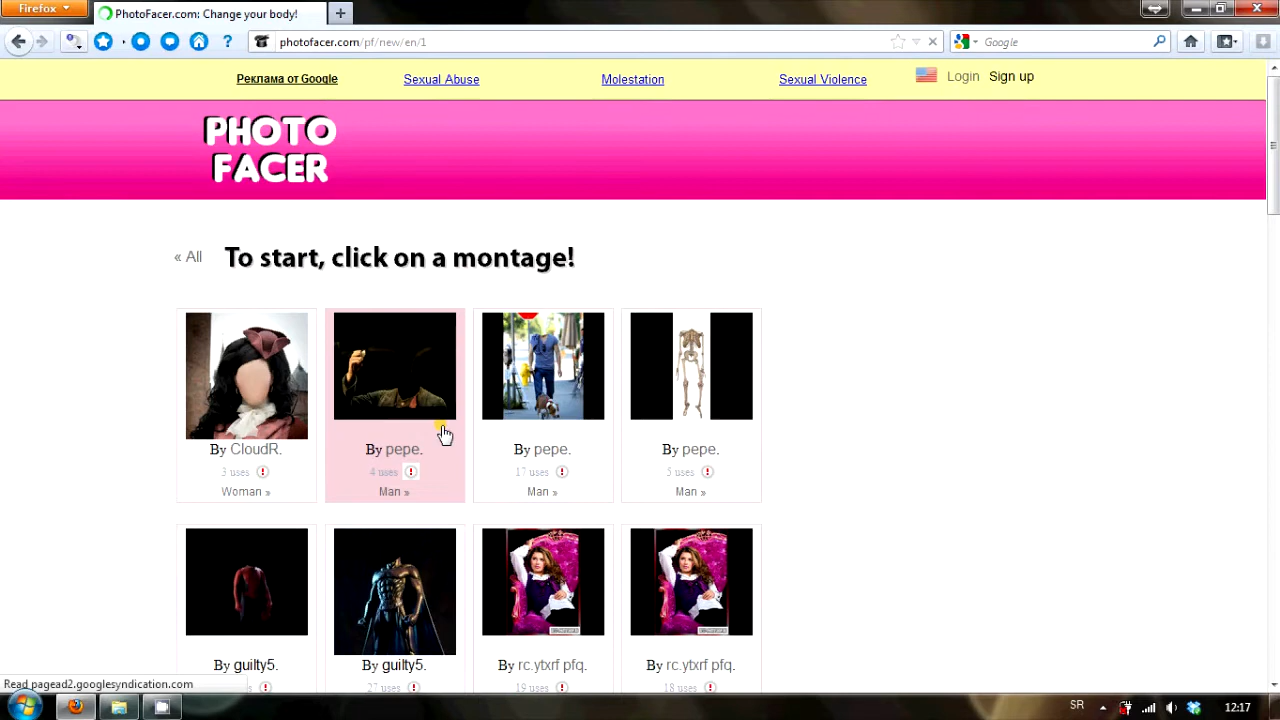 Firefox
PhotoFacer.com: Change your body!
photofacer.com/pf/new/en/1
Google
Реклама от Google
Sexual Abuse
Molestation
Sexual Violence
Login
Sign up
PHOTO
FACER
« All
To start, click on a montage!
By CloudR.
3 uses
Woman »
By pepe.
4 uses
Man »
By pepe.
17 uses
Man »
By pepe.
5 uses
Man »
By guilty5.
By guilty5.
27 uses
By rc.ytxrf pfq.
19 uses
By rc.ytxrf pfq.
18 uses
Read pagead2.googlesyndication.com
SR
12:17